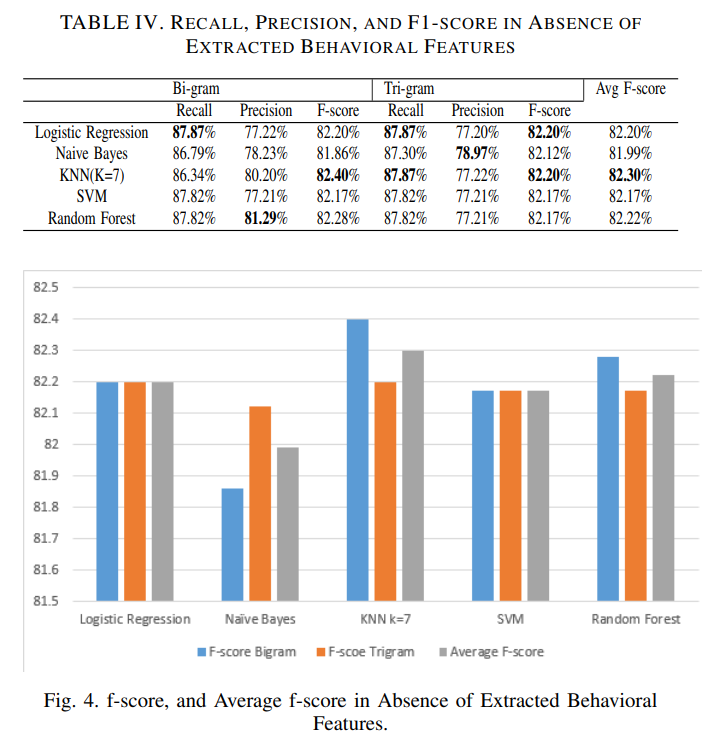 TABLE IV. RECALL, PRECISION, AND F1-SCORE IN ABSENCE OF
EXTRACTED BEHAVIORAL FEATURES
Bi-gram Tri-gram Avg F-score
Recall Precision F-score Recall Precision F-score
Logistic Regression 87.87% 77.22% 82.20% 87.87% 77.20% 82.20% 82.20%
Naive Bayes 86.79% 78.23% 81.86% 87.30% 78.97% 82.12% 81.99%
KNN(K=7) 86.34% 80.20% 82.40% 87.87% 77.22% 82.20% 82.30%
SVM 87.82% 77.21% 82.17% 87.82% 77.21% 82.17% 82.17%
Random Forest 87.82% 81.29% 82.28% 87.82% 77.21% 82.17% 82.22%
82.5
82.4
82.3
82.2
82.1
82
81.9
81.8
81.7
81.6
81.5
Logistic Regression Naïve Bayes KNN k=7 SVM Random Forest
F-score Bigram F-scoe Trigram Average F-score
Fig. 4. f-score, and Average f-score in Absence of Extracted Behavioral
Features.